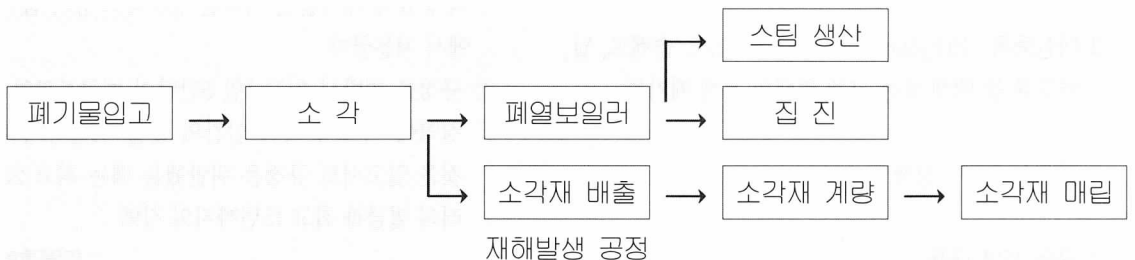 스팀 생산
폐기물입고 → 소 각 → 폐열보일러 → 집 진
소각재 배출 → 소각재 계량 → 소각재 매립
재해발생 공정